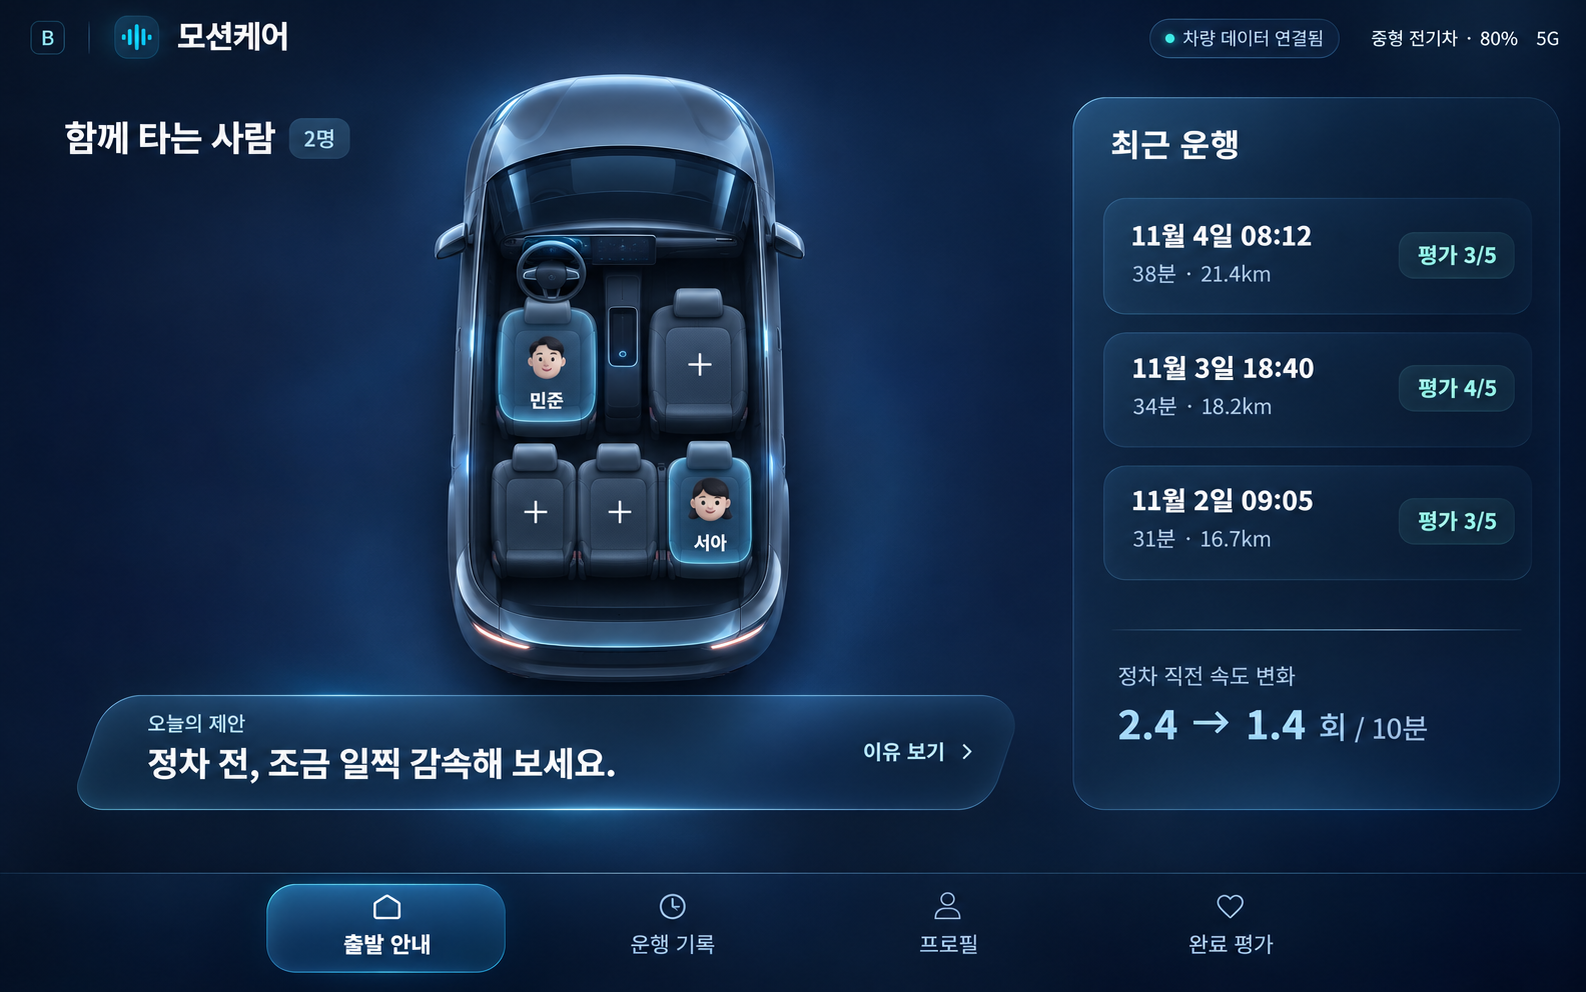 B
모션케어
차량 데이터 연결됨
중형 전기차 · 80%
5G
함께 타는 사람
2명
민준
서아
오늘의 제안
정차 전, 조금 일찍 감속해 보세요.
이유 보기
최근 운행
11월 4일 08:12
38분 · 21.4km
평가 3/5
11월 3일 18:40
34분 · 18.2km
평가 4/5
11월 2일 09:05
31분 · 16.7km
평가 3/5
정차 직전 속도 변화
2.4 → 1.4 회 / 10분
출발 안내
운행 기록
프로필
완료 평가